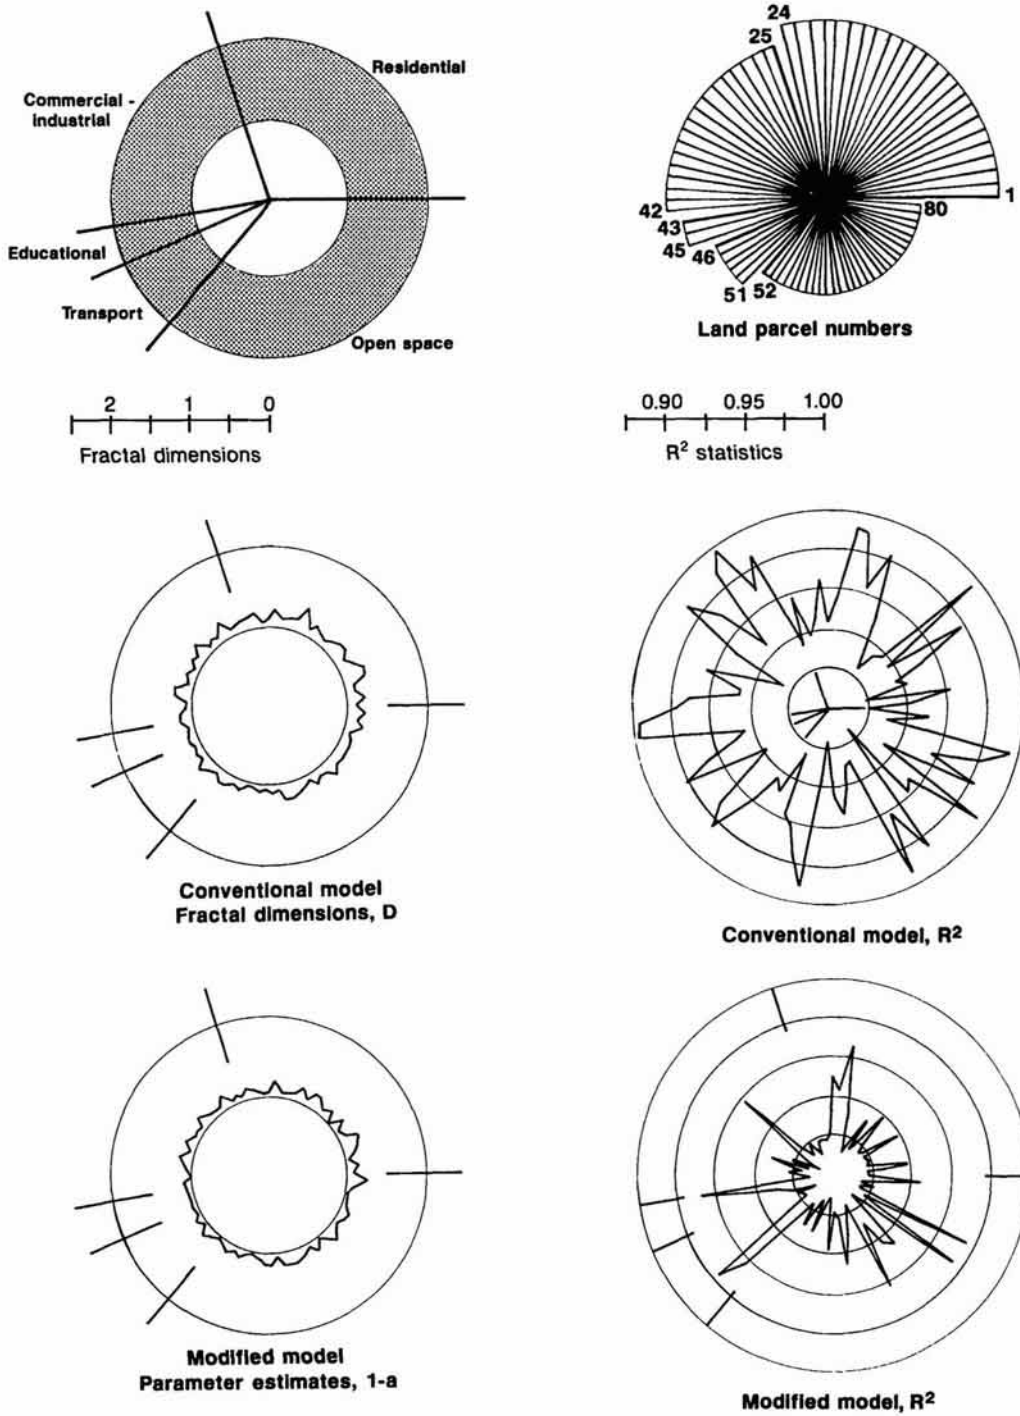 Residential
Commercial -
industrial
Educational
Transport
Open space
24
25
1
80
42
43
45
46
51
52
Land parcel numbers
2 1 0
Fractal dimensions
0.90 0.95 1.00
R² statistics
Conventional model
Fractal dimensions, D
Conventional model, R²
Modified model
Parameter estimates, 1-a
Modified model, R²